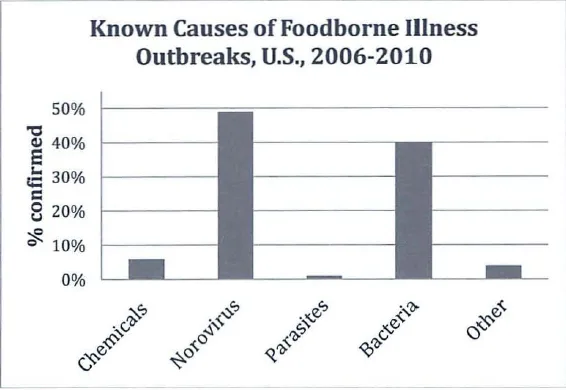 Known Causes of Foodborne Illness
Outbreaks, U.S., 2006-2010
% confirmed
50%
40%
30%
20%
10%
0%
Chemicals
Norovirus
Parasites
Bacteria
Other